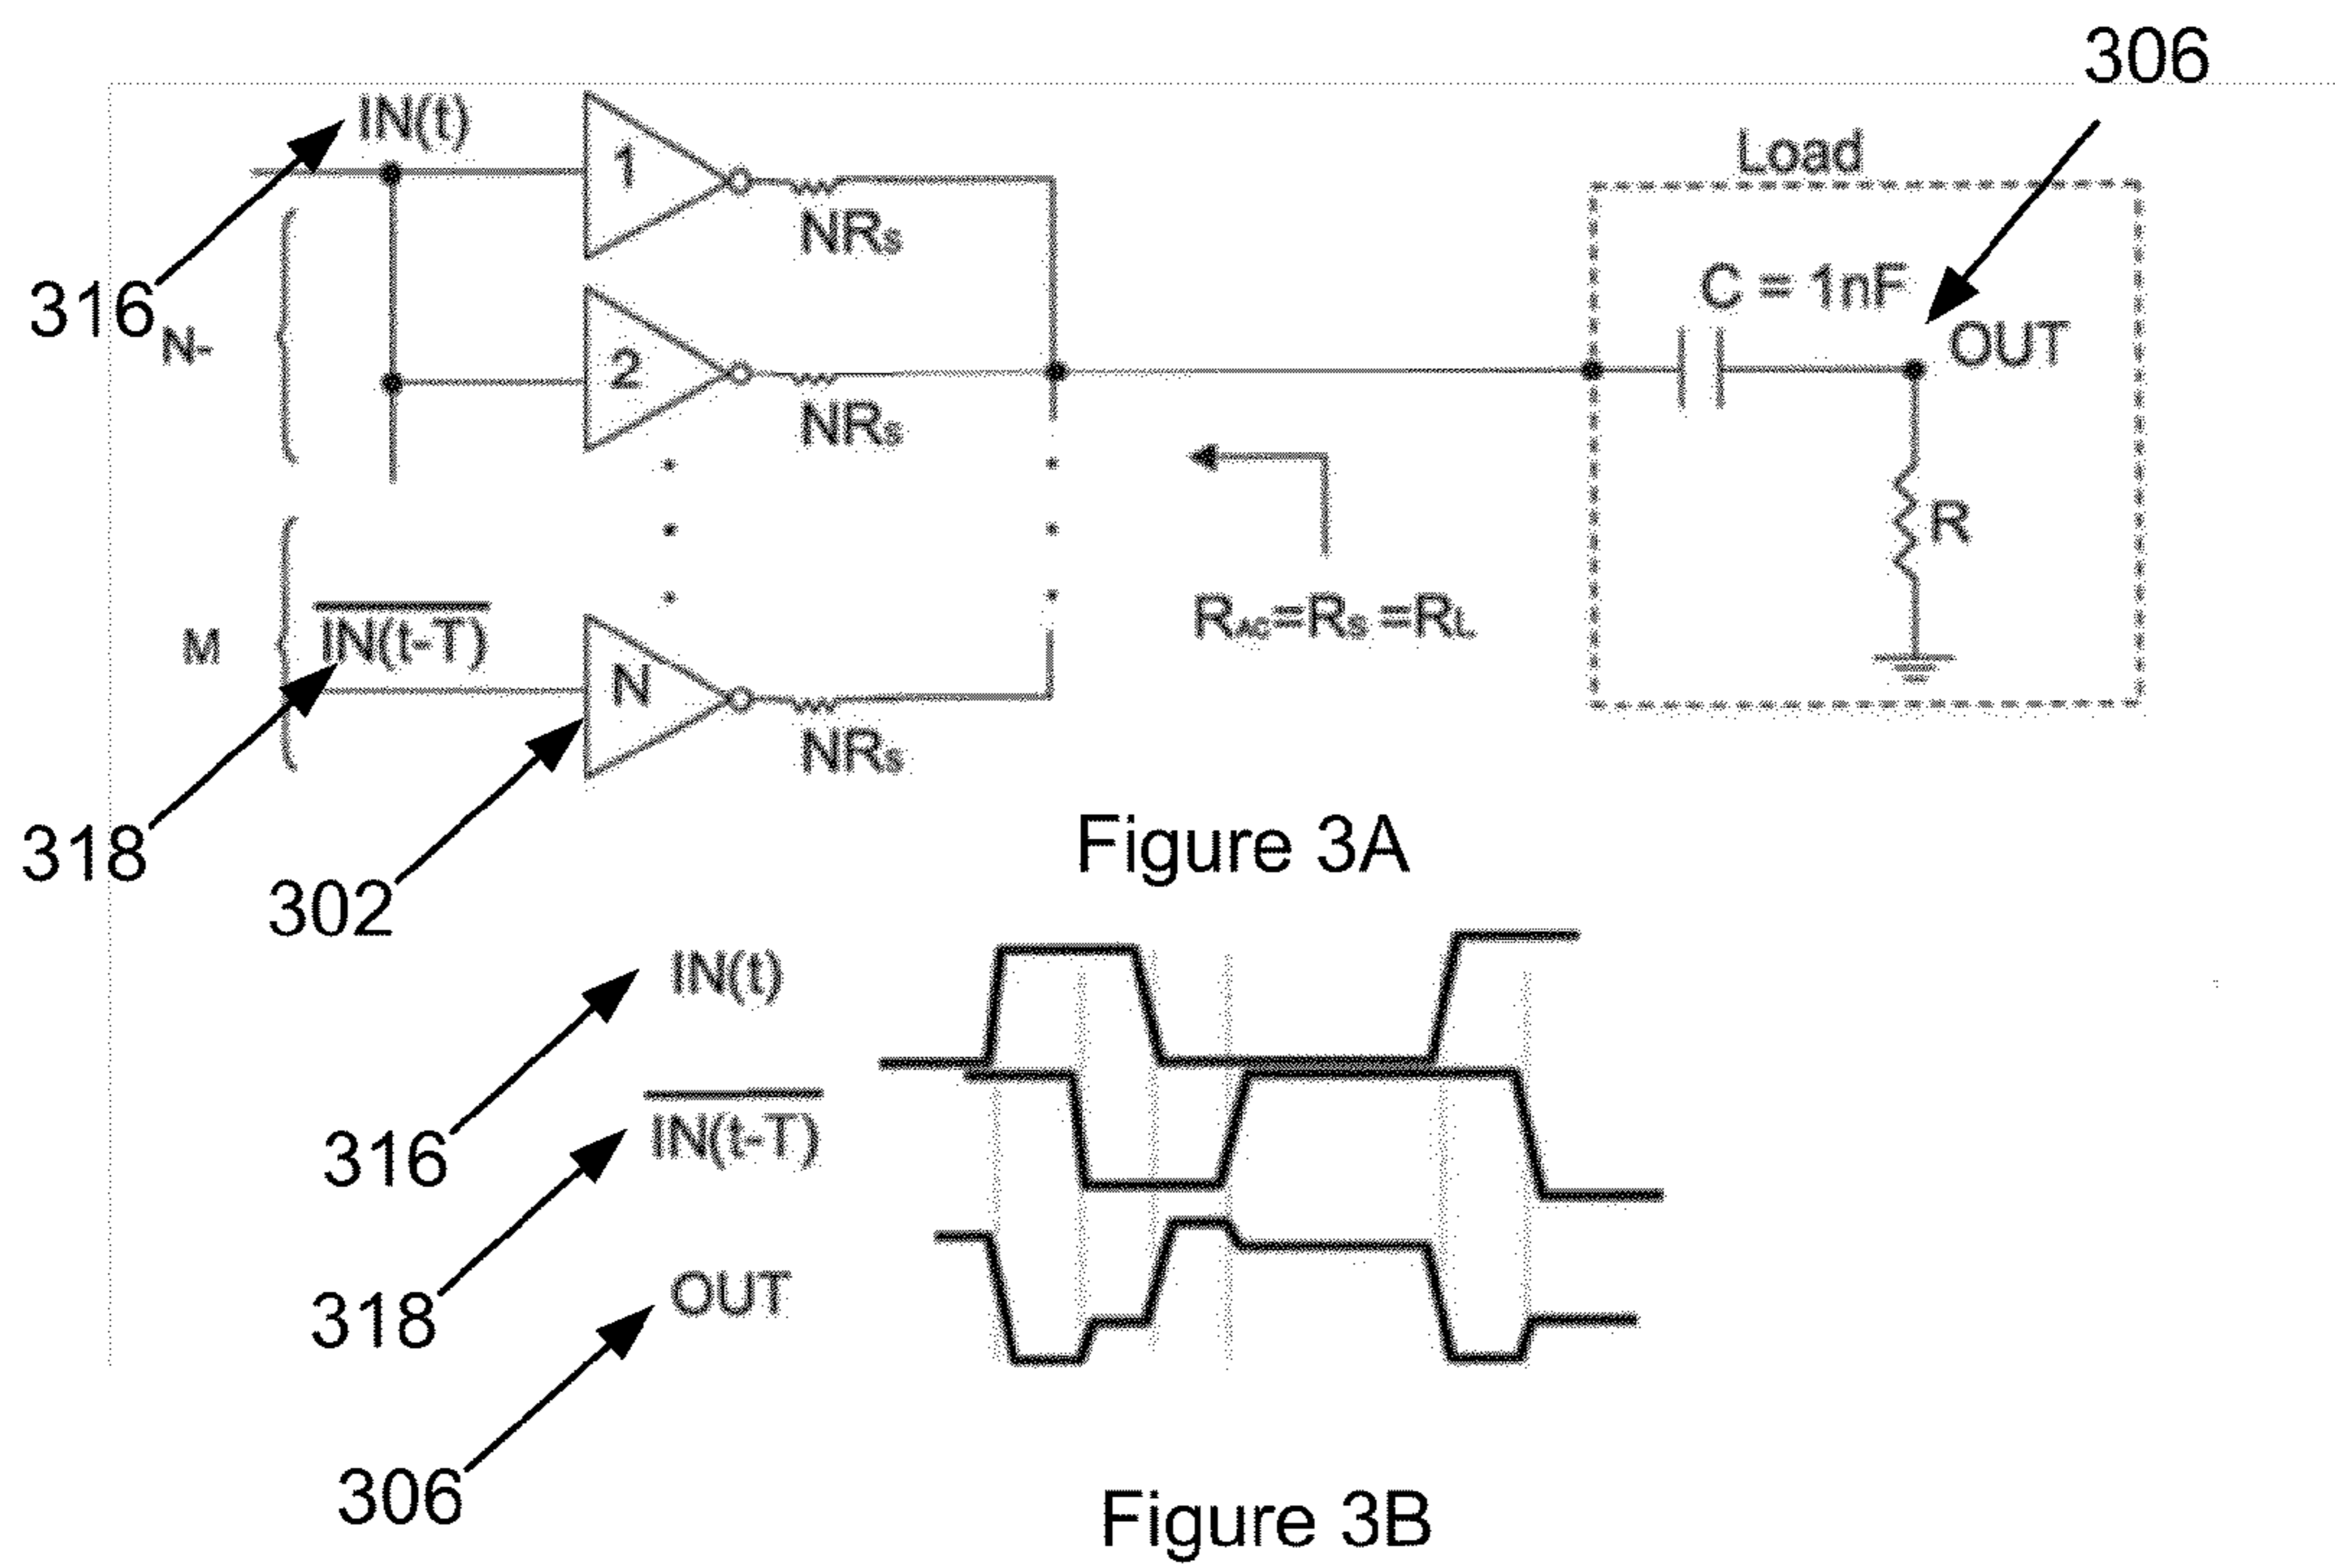 306
IN(t)
1
NRs
Load
316
N-
C = 1nF
OUT
2
NRs
R
RAC=RS =RL
M
IN(t-T)
N
NRs
318
302
Figure 3A
IN(t)
316
IN(t-T)
318
OUT
306
Figure 3B